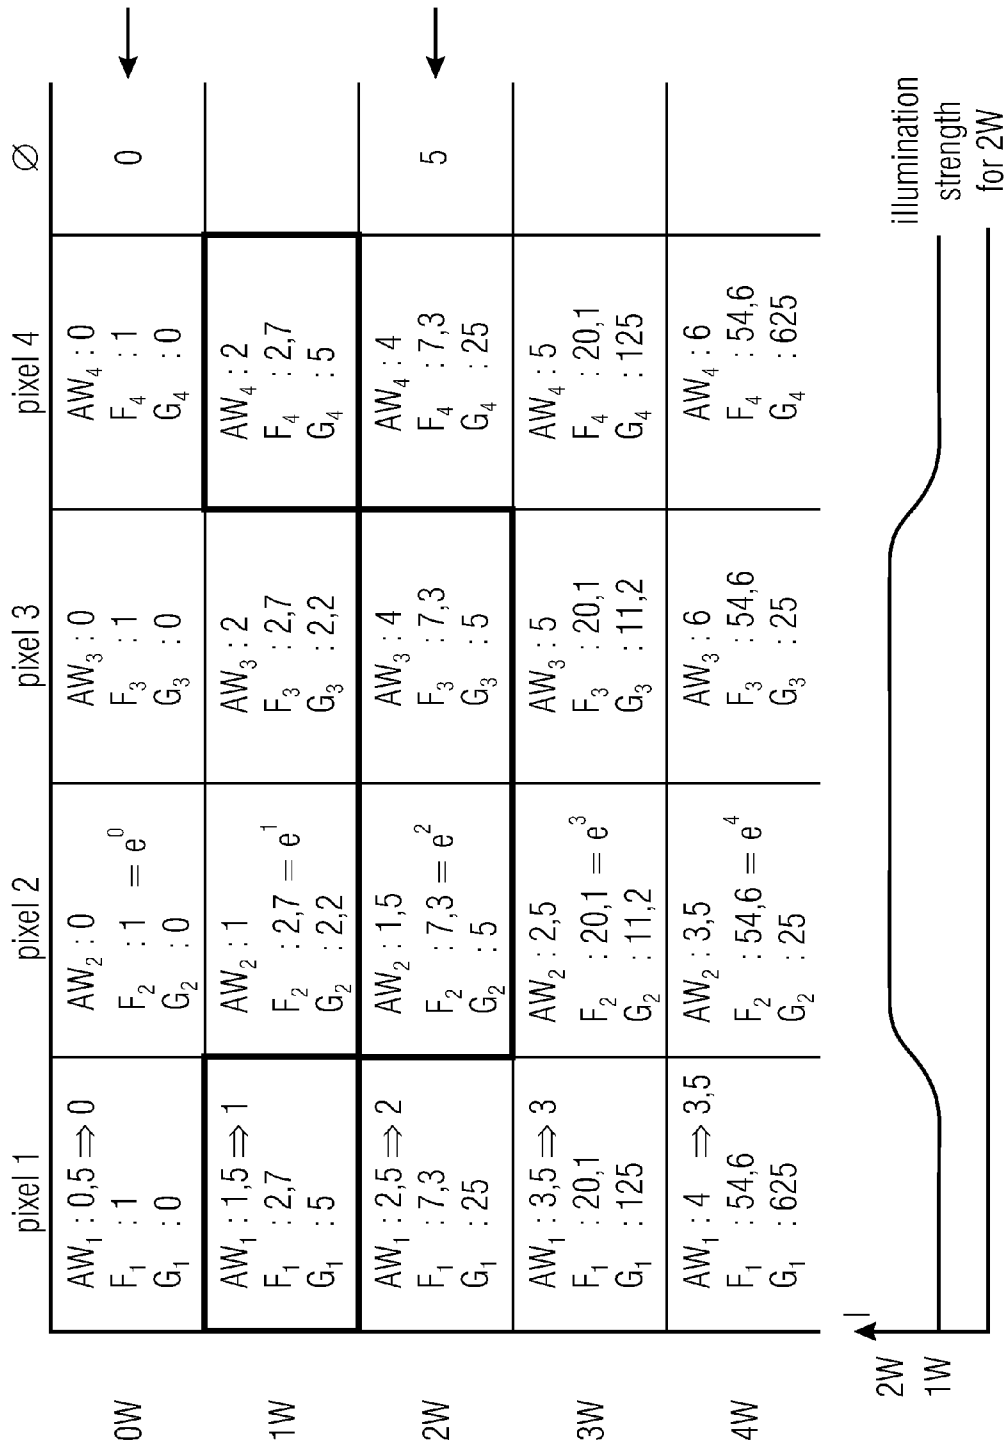 pixel 1 pixel 2 pixel 3 pixel 4 Ø
0W
AW1 : 0,5 ⇒ 0
F1 : 1
G1 : 0
AW2 : 0
F2 : 1 = e^0
G2 : 0
AW3 : 0
F3 : 1
G3 : 0
AW4 : 0
F4 : 1
G4 : 0
0
1W
AW1 : 1,5 ⇒ 1
F1 : 2,7
G1 : 5
AW2 : 1
F2 : 2,7 = e^1
G2 : 2,2
AW3 : 2
F3 : 2,7
G3 : 2,2
AW4 : 2
F4 : 2,7
G4 : 5
2W
AW1 : 2,5 ⇒ 2
F1 : 7,3
G1 : 25
AW2 : 1,5
F2 : 7,3 = e^2
G2 : 5
AW3 : 4
F3 : 7,3
G3 : 5
AW4 : 4
F4 : 7,3
G4 : 25
5
3W
AW1 : 3,5 ⇒ 3
F1 : 20,1
G1 : 125
AW2 : 2,5
F2 : 20,1 = e^3
G2 : 11,2
AW3 : 5
F3 : 20,1
G3 : 11,2
AW4 : 5
F4 : 20,1
G4 : 125
4W
AW1 : 4 ⇒ 3,5
F1 : 54,6
G1 : 625
AW2 : 3,5
F2 : 54,6 = e^4
G2 : 25
AW3 : 6
F3 : 54,6
G3 : 25
AW4 : 6
F4 : 54,6
G4 : 625
I
2W
1W
illumination
strength
for 2W